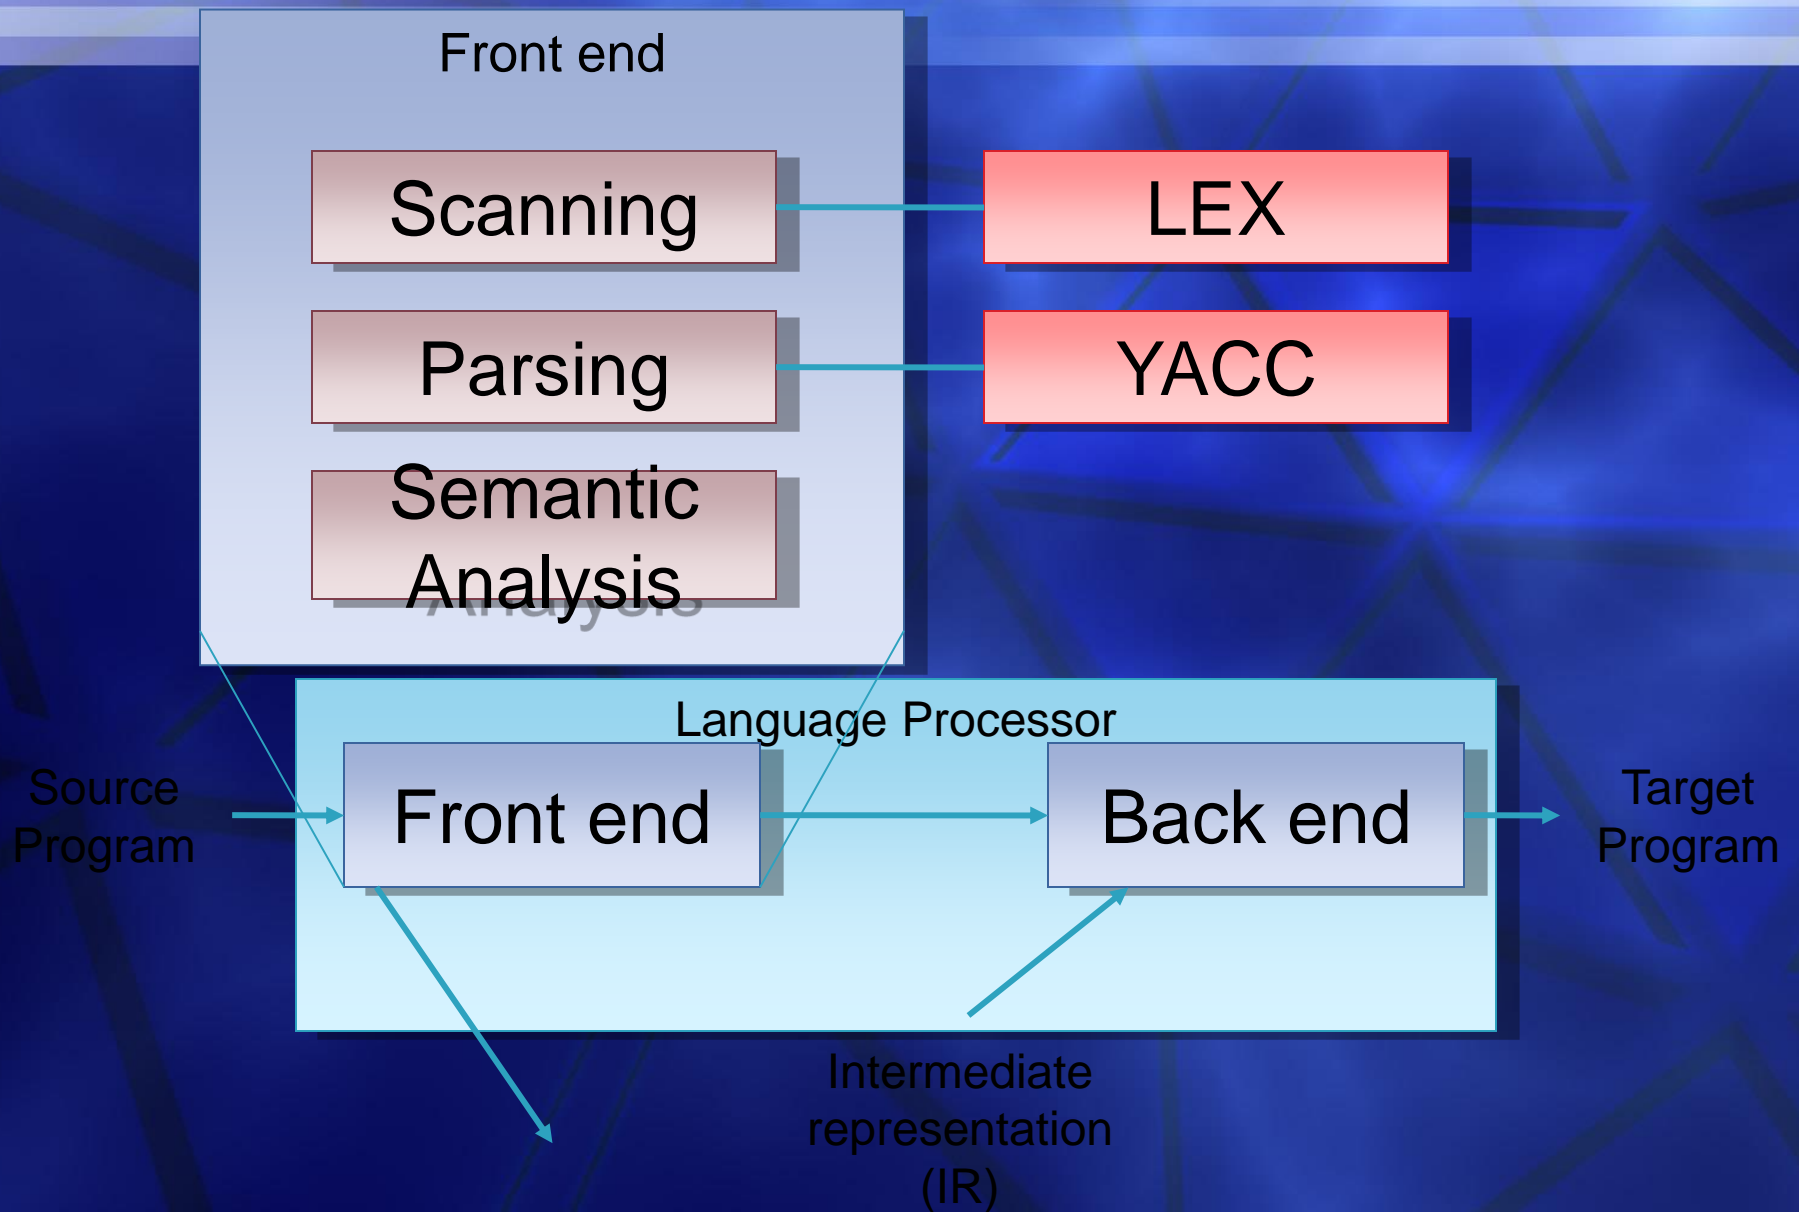 Front end
Scanning
LEX
Parsing
YACC
Semantic
Analysis
Language Processor
Source
Program
Front end
Back end
Target
Program
Intermediate
representation
(IR)